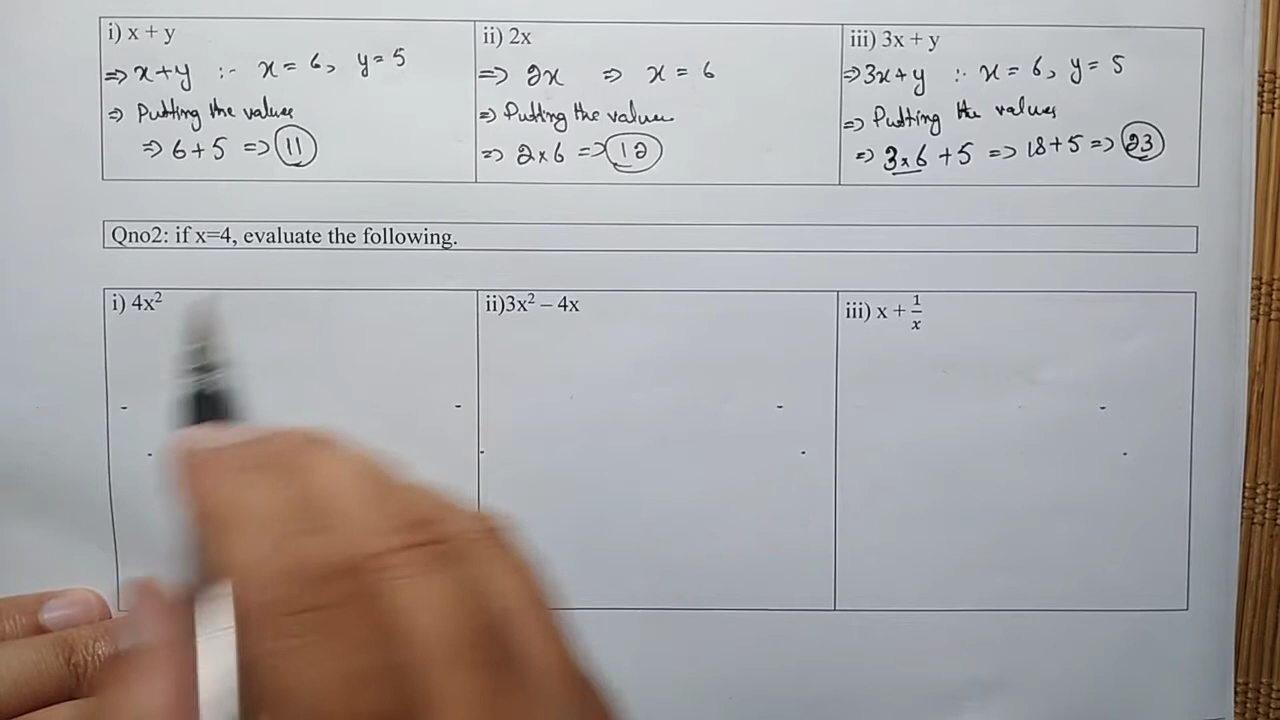 i) x + y
⇒ x+y :- x = 6, y = 5
⇒ Putting the values
⇒ 6+5 ⇒ 11
ii) 2x
⇒ 2x ⇒ x = 6
⇒ Putting the values
⇒ 2×6 ⇒ 12
iii) 3x + y
⇒ 3x+y ∵ x = 6, y = 5
⇒ Putting the values
⇒ 3×6 + 5 ⇒ 18+5 ⇒ 23
Qno2: if x=4, evaluate the following.
i) 4x²
ii)3x² – 4x
iii) x + 1/x